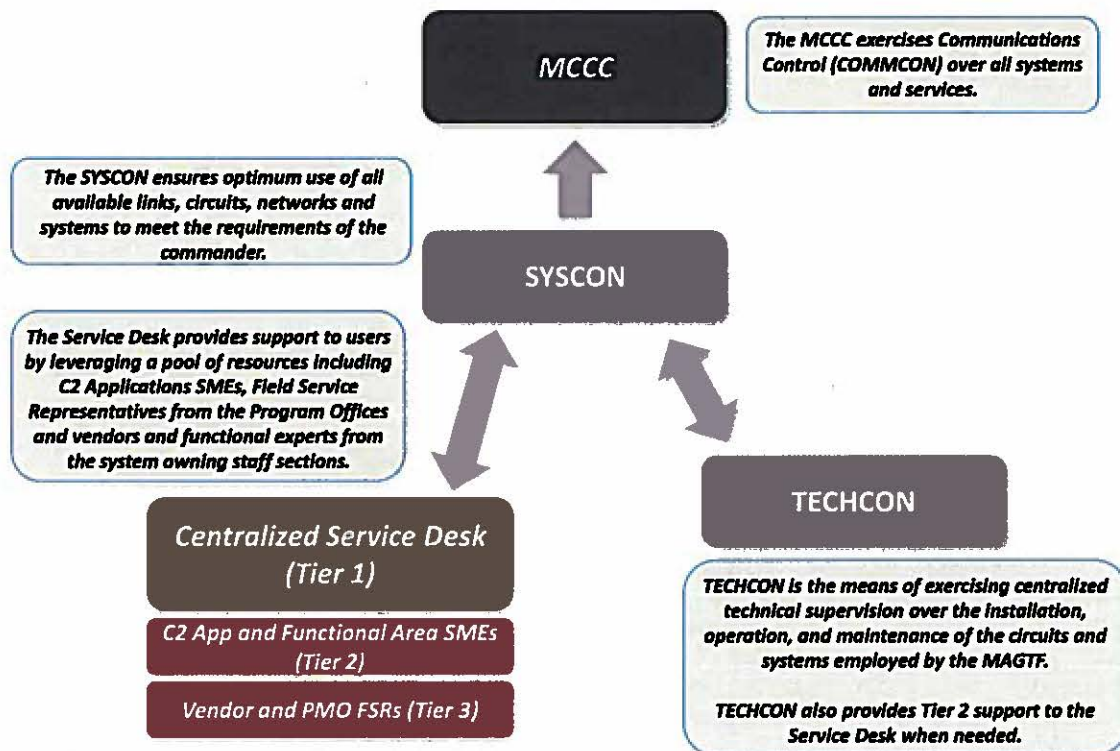 MCCC
The MCCC exercises Communications
Control (COMMCON) over all systems
and services.
The SYSCON ensures optimum use of all
available links, circuits, networks and
systems to meet the requirements of the
commander.
SYSCON
The Service Desk provides support to users
by leveraging a pool of resources including
C2 Applications SMEs, Field Service
Representatives from the Program Offices
and vendors and functional experts from
the system owning staff sections.
Centralized Service Desk
(Tier 1)
C2 App and Functional Area SMEs
(Tier 2)
Vendor and PMO FSRs (Tier 3)
TECHCON
TECHCON is the means of exercising centralized
technical supervision over the installation,
operation, and maintenance of the circuits and
systems employed by the MAGTF.
TECHCON also provides Tier 2 support to the
Service Desk when needed.